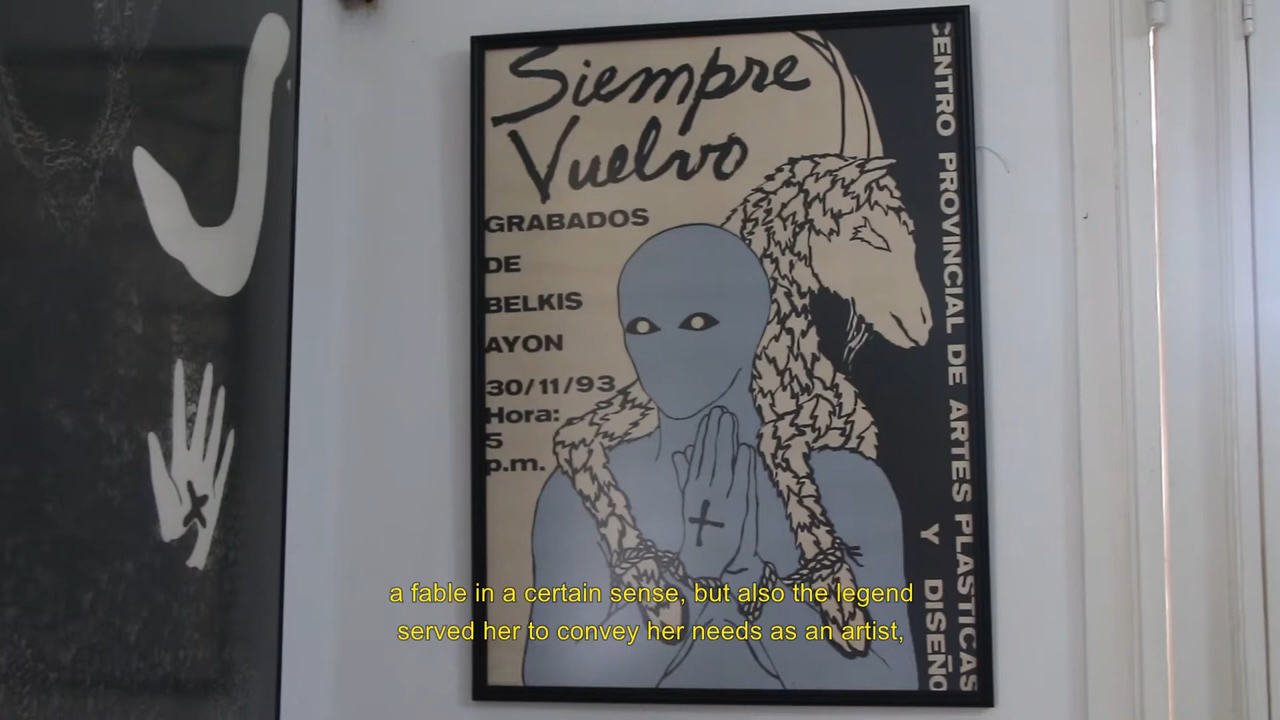 Siempre
Vuelvo
GRABADOS
DE
BELKIS
AYON
30/11/93
Hora:
5
p.m.
CENTRO PROVINCIAL DE ARTES PLASTICAS
Y DISEÑO
a fable in a certain sense, but also the legend
served her to convey her needs as an artist,